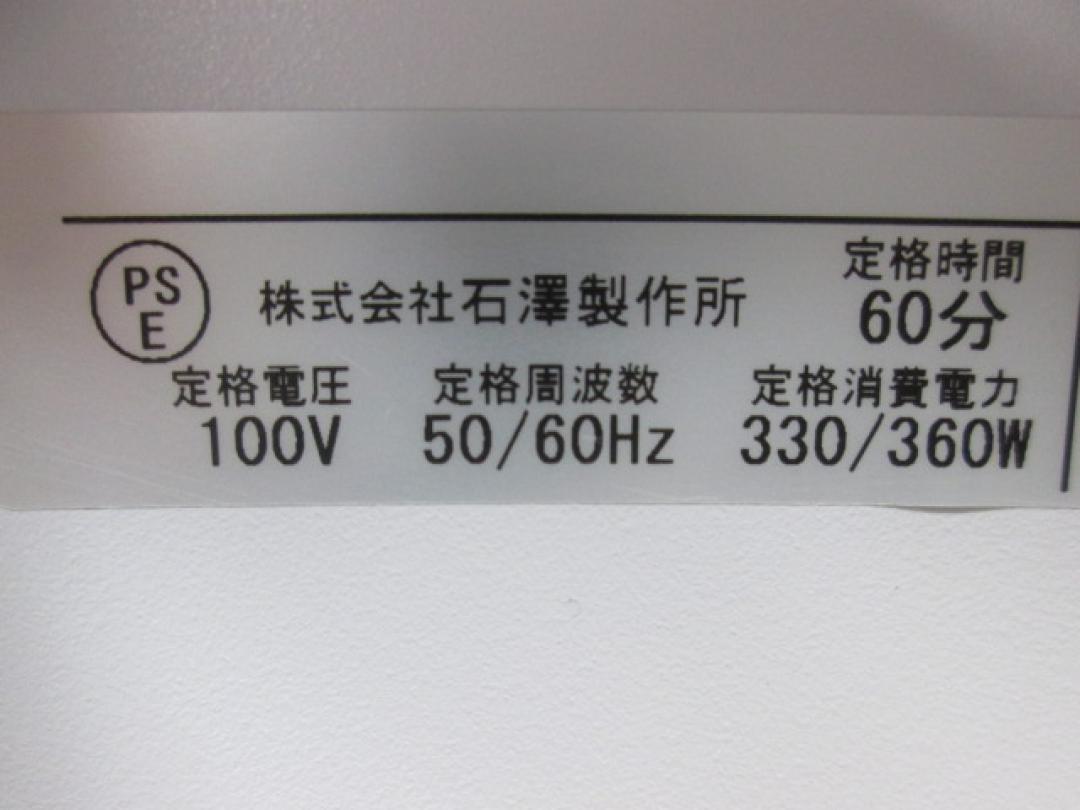 PS
E
株式会社石澤製作所
定格時間
60分
定格電圧 定格周波数 定格消費電力
100V 50/60Hz 330/360W